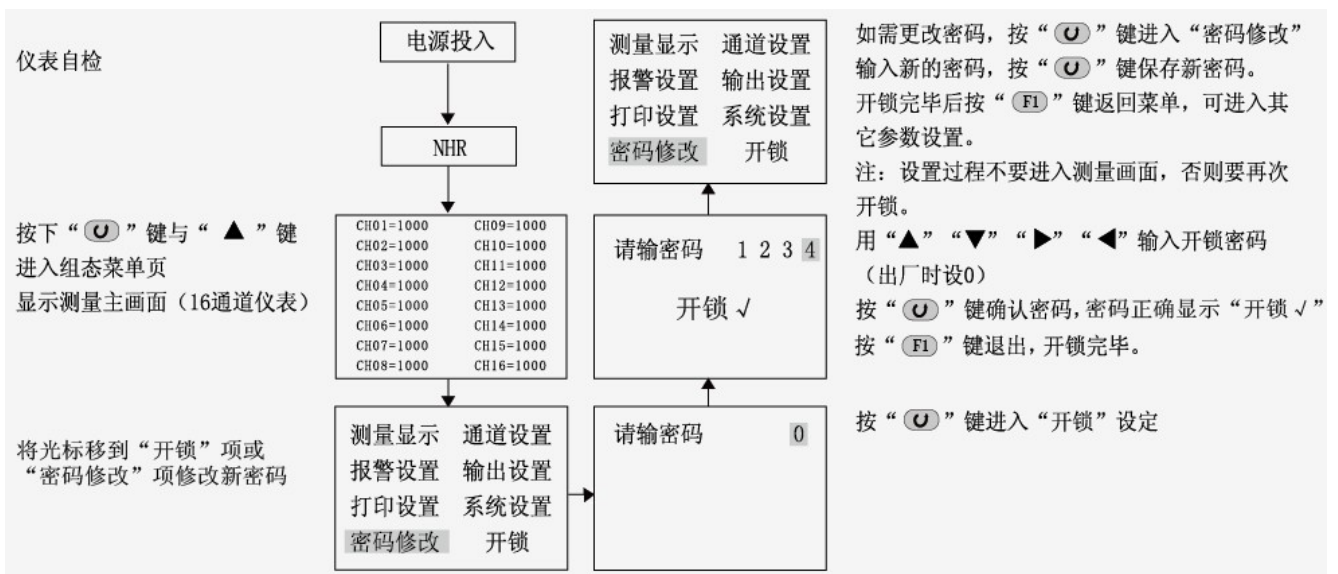 仪表自检
电源投入
NHR
按下“ ”键与“ ▲ ”键
进入组态菜单页
显示测量主画面（16通道仪表）
CH01=1000 CH09=1000
CH02=1000 CH10=1000
CH03=1000 CH11=1000
CH04=1000 CH12=1000
CH05=1000 CH13=1000
CH06=1000 CH14=1000
CH07=1000 CH15=1000
CH08=1000 CH16=1000
将光标移到“开锁”项或
“密码修改”项修改新密码
测量显示 通道设置
报警设置 输出设置
打印设置 系统设置
密码修改 开锁
请输密码 0
按“ ”键进入“开锁”设定
请输密码 1 2 3 4
开锁 √
用“▲”“▼”“▶”“◀”输入开锁密码
（出厂时设0）
按“ ”键确认密码,密码正确显示“开锁√”
按“ F1 ”键退出,开锁完毕。
测量显示 通道设置
报警设置 输出设置
打印设置 系统设置
密码修改 开锁
如需更改密码，按“ ”键进入“密码修改”
输入新的密码，按“ ”键保存新密码。
开锁完毕后按“ F1 ”键返回菜单，可进入其
它参数设置。
注：设置过程不要进入测量画面，否则要再次
开锁。